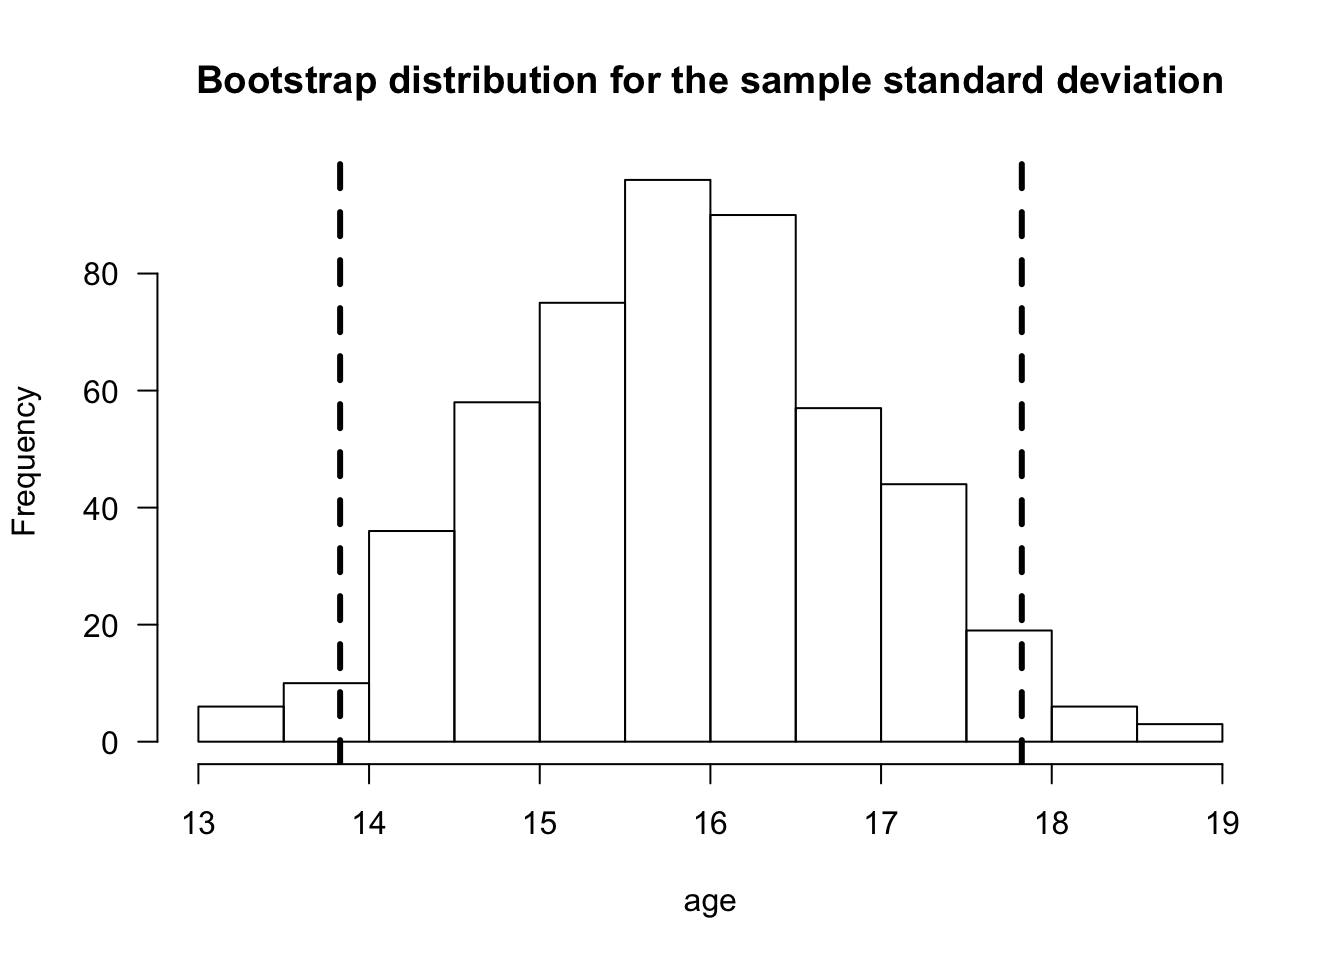 Bootstrap distribution for the sample standard deviation
Frequency
80
60
40
20
0
13 14 15 16 17 18 19
age